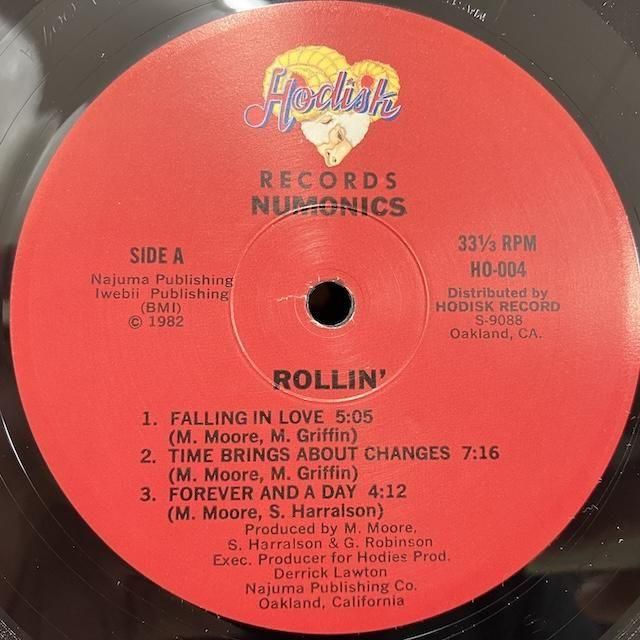 Hodisk
RECORDS
NUMONICS
SIDE A
Najuma Publishing
Iwebii Publishing
(BMI)
© 1982
33⅓ RPM
HO-004
Distributed by
HODISK RECORD
S-9088
Oakland, CA.
ROLLIN'
1. FALLING IN LOVE 5:05
(M. Moore, M. Griffin)
2. TIME BRINGS ABOUT CHANGES 7:16
(M. Moore, M. Griffin)
3. FOREVER AND A DAY 4:12
(M. Moore, S. Harralson)
Produced by M. Moore,
S. Harralson & G. Robinson
Exec. Producer for Hodies Prod.
Derrick Lawton
Najuma Publishing Co.
Oakland, California